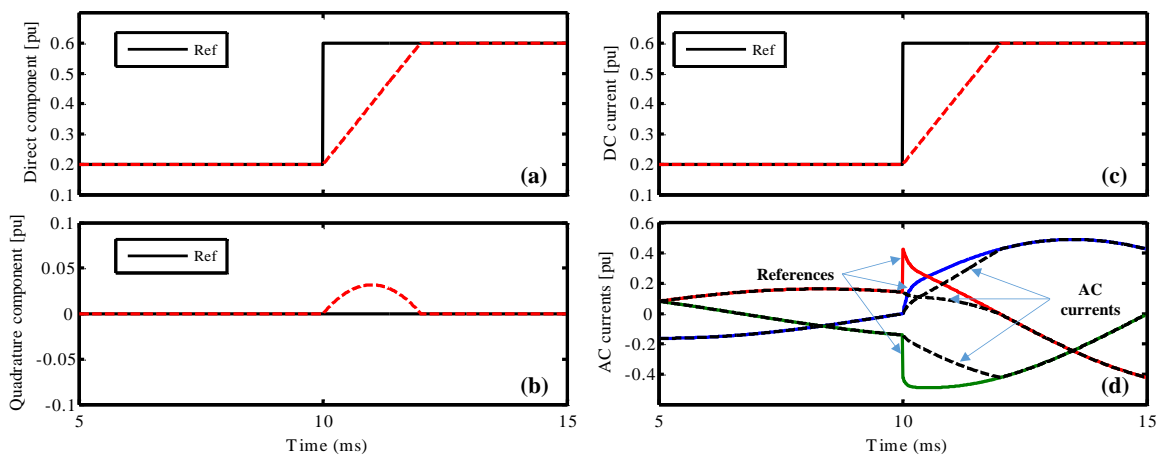 Direct component [pu]
0.6
0.5
0.4
0.3
0.2
0.1
Ref
(a)
Quadrature component [pu]
0.1
0.05
0
-0.05
-0.1
Ref
(b)
5
10
15
Time (ms)
DC current [pu]
0.6
0.5
0.4
0.3
0.2
0.1
Ref
(c)
AC currents [pu]
0.6
0.4
0.2
0
-0.2
-0.4
References
AC
currents
(d)
5
10
15
Time (ms)